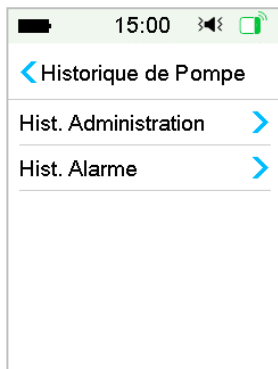 15:00
Historique de Pompe
Hist. Administration
Hist. Alarme